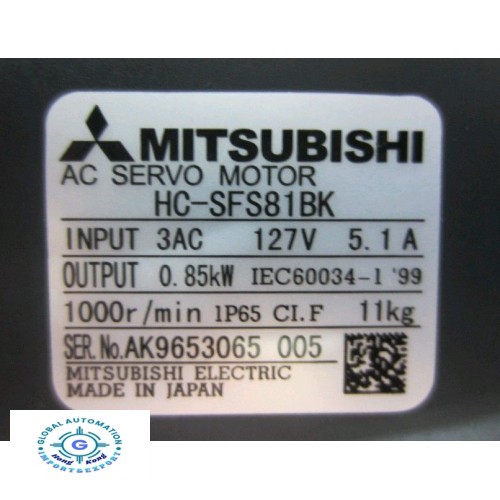 MITSUBISHI
AC SERVO MOTOR
HC-SFS81BK
INPUT 3AC 127V 5.1A
OUTPUT 0.85kW IEC60034-1 '99
1000r/min IP65 CI.F 11kg
SER.No.AK9653065 005
MITSUBISHI ELECTRIC
MADE IN JAPAN
GLOBAL AUTOMATION
G
Hong Kong
IMPORT&EXPORT